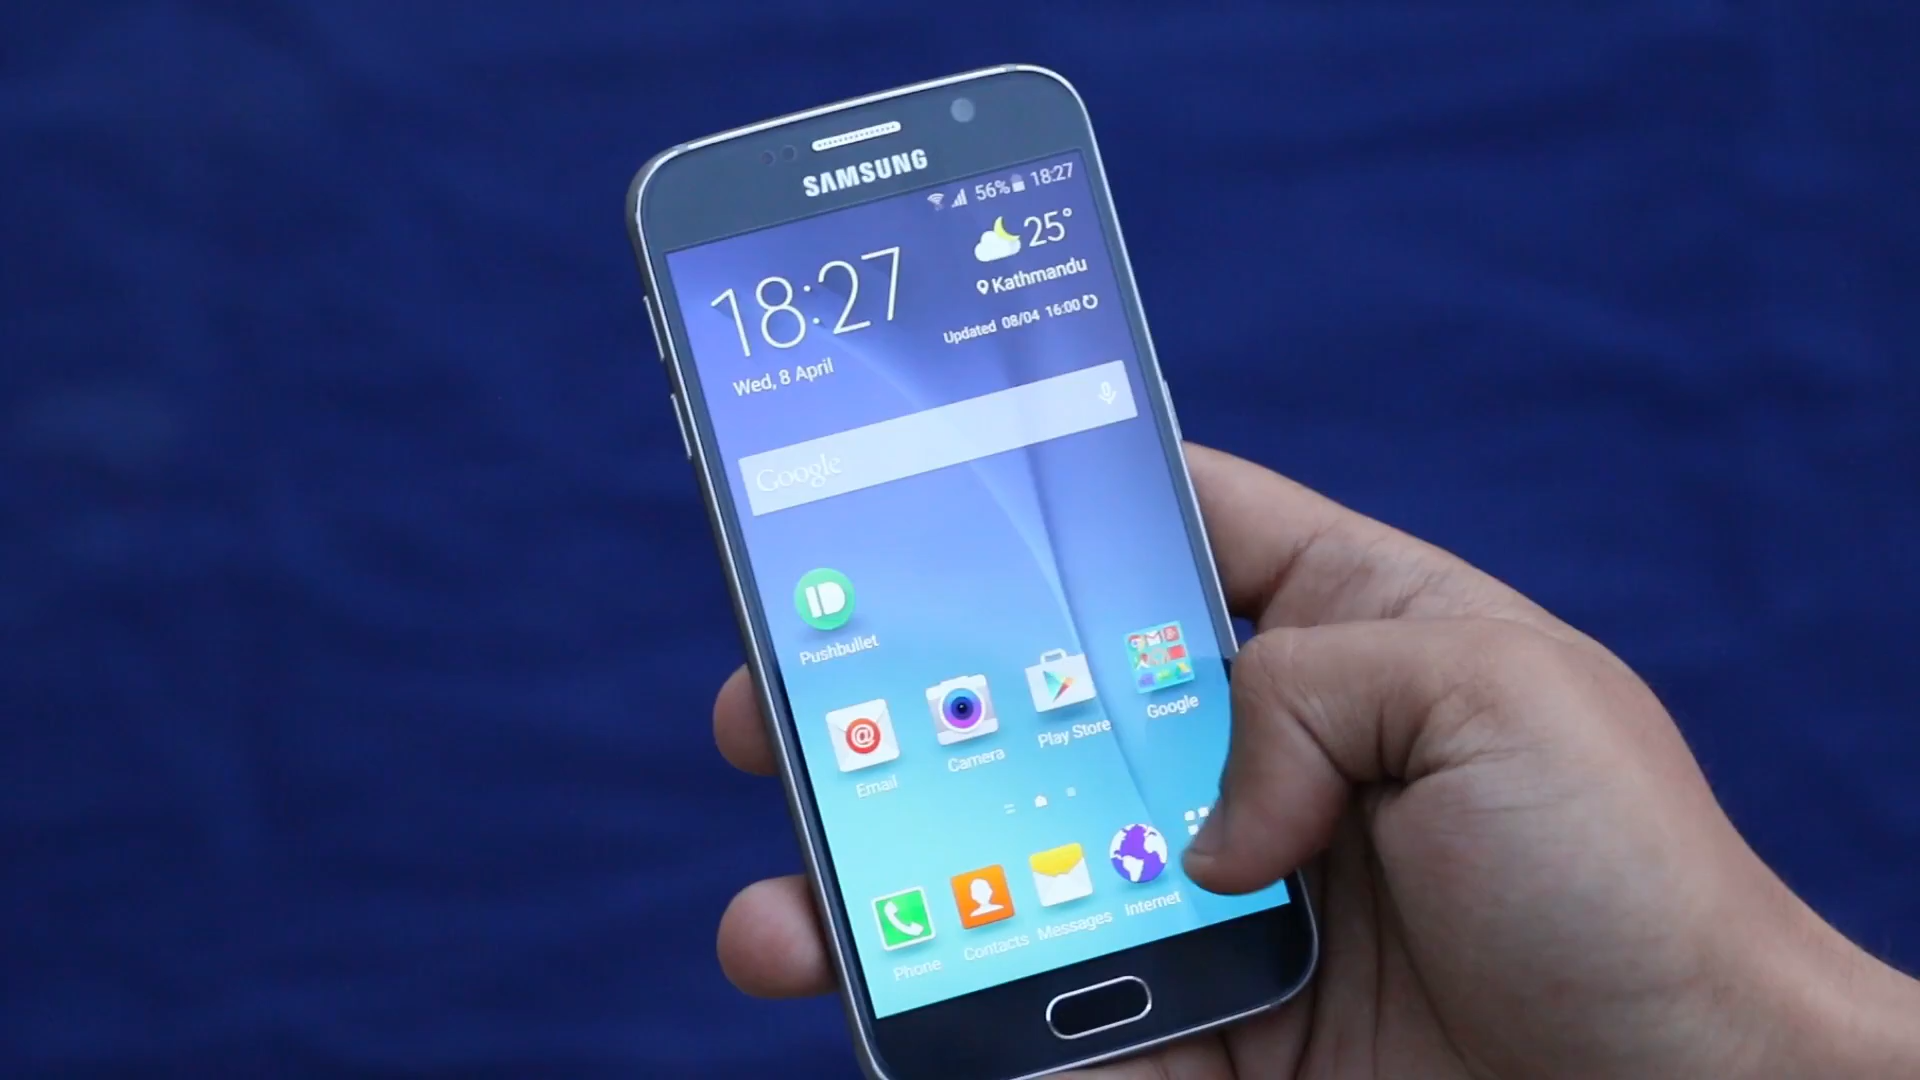 SAMSUNG
56% 18:27
18:27
25°
Kathmandu
Updated 08/04 16:00
Wed, 8 April
Google
Pushbullet
Email
Camera
Play Store
Google
Phone
Contacts
Messages
Internet